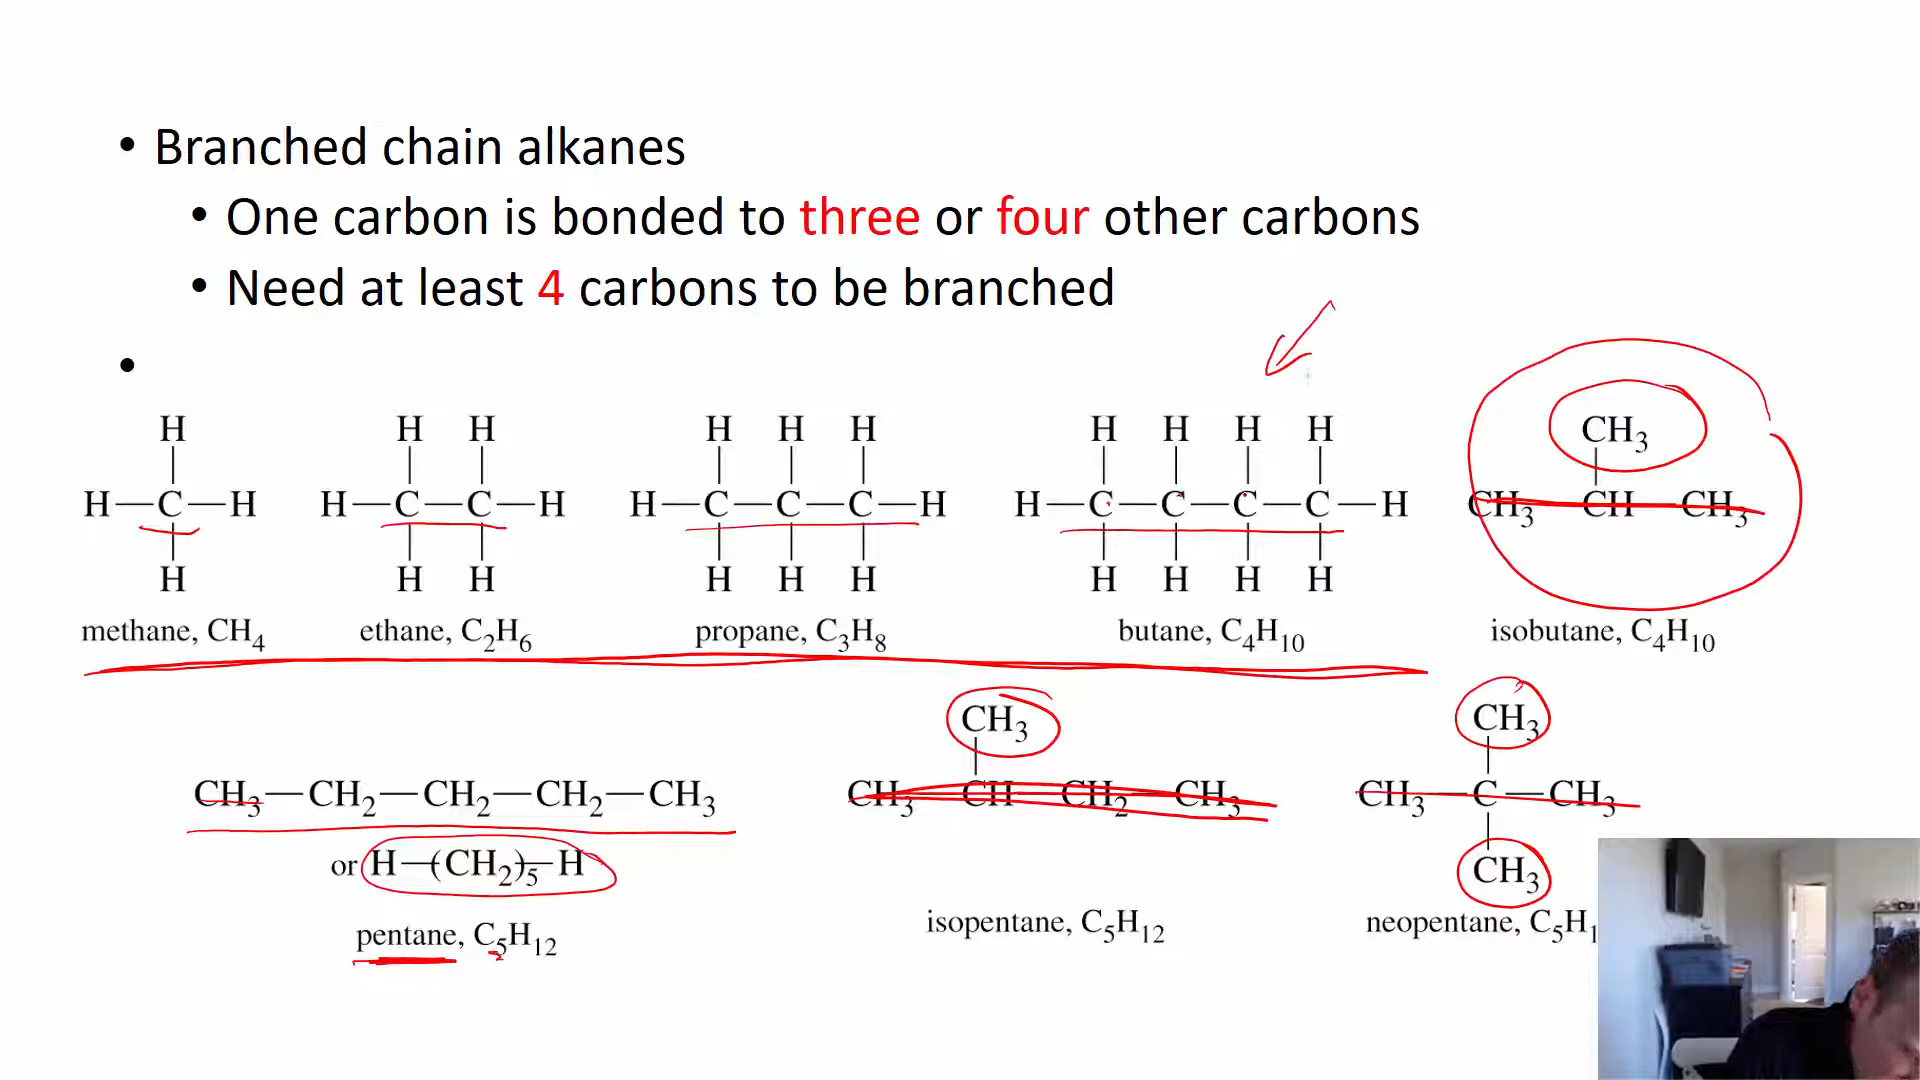 • Branched chain alkanes
• One carbon is bonded to three or four other carbons
• Need at least 4 carbons to be branched
•
H
H H
H H H
H H H H
CH₃
H—C—H
H—C—C—H
H—C—C—C—H
H—C—C—C—C—H
CH₃—CH—CH₃
H
H H
H H H
H H H H
methane, CH₄
ethane, C₂H₆
propane, C₃H₈
butane, C₄H₁₀
isobutane, C₄H₁₀
CH₃—CH₂—CH₂—CH₂—CH₃
or H—(CH₂)₅—H
pentane, C₅H₁₂
CH₃
CH₃—CH—CH₂—CH₃
isopentane, C₅H₁₂
CH₃
CH₃—C—CH₃
CH₃
neopentane, C₅H₁